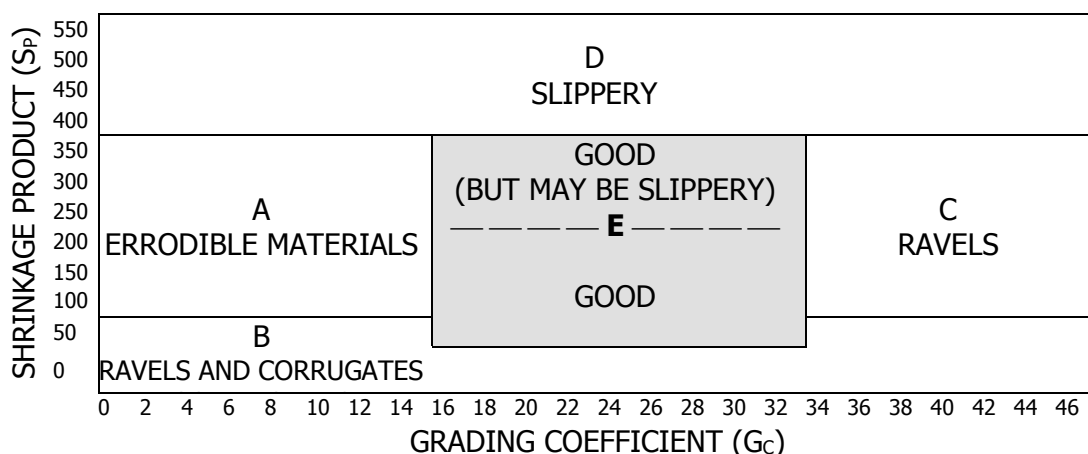 SHRINKAGE PRODUCT (SP)
550
500
450
400
350
300
250
200
150
100
50
0
D
SLIPPERY
GOOD
(BUT MAY BE SLIPPERY)
A
ERRODIBLE MATERIALS
— — — — — E — — — — —
C
RAVELS
GOOD
B
RAVELS AND CORRUGATES
0 2 4 6 8 10 12 14 16 18 20 22 24 26 28 30 32 34 36 38 40 42 44 46
GRADING COEFFICIENT (GC)